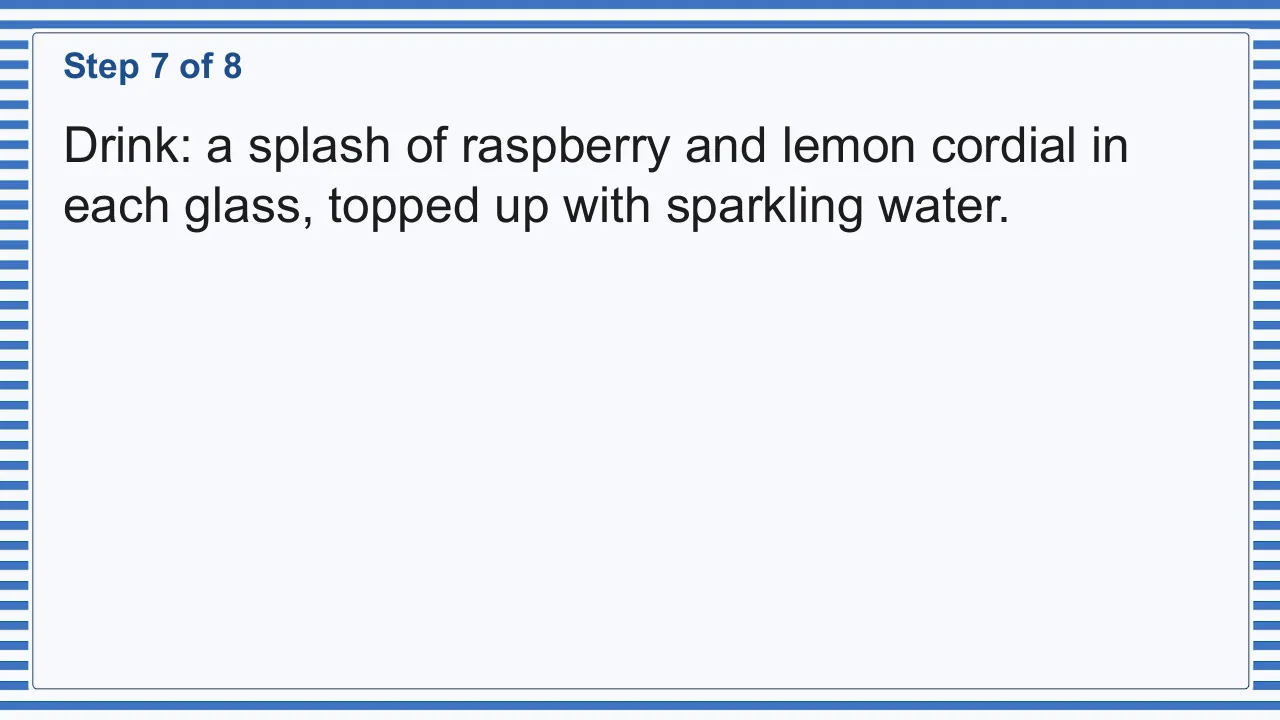 Step 7 of 8
Drink: a splash of raspberry and lemon cordial in
each glass, topped up with sparkling water.